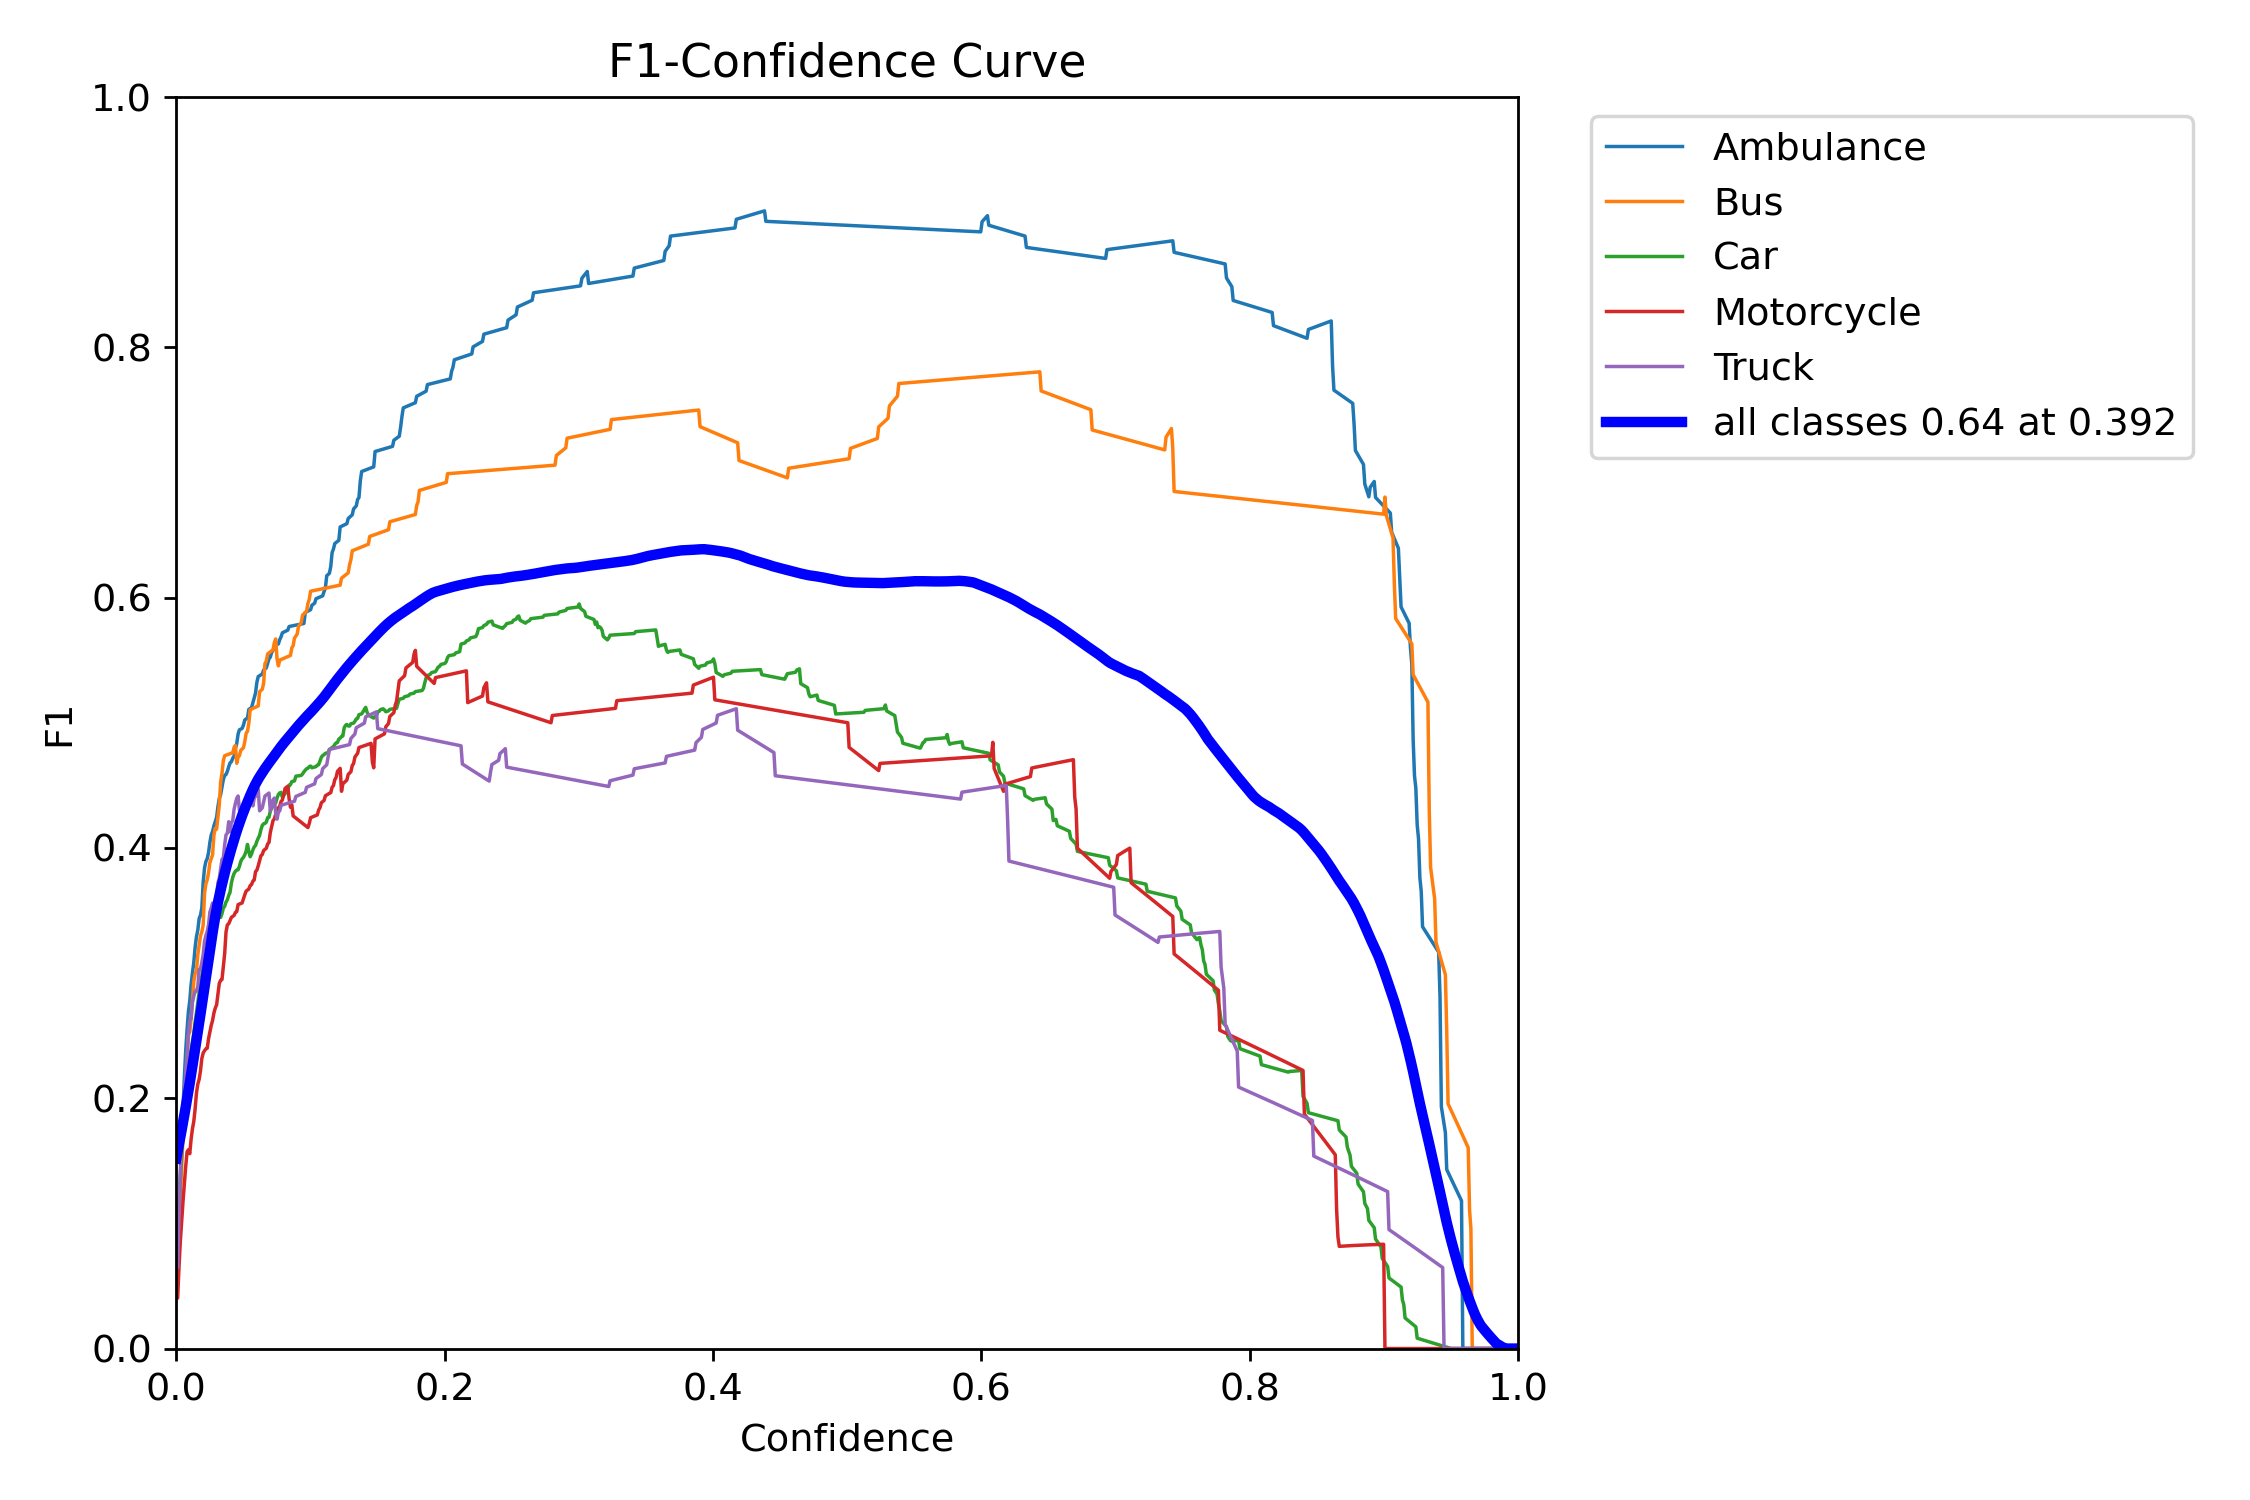 F1-Confidence Curve
1.0
0.8
0.6
0.4
0.2
0.0
F1
0.0 0.2 0.4 0.6 0.8 1.0
Confidence
Ambulance
Bus
Car
Motorcycle
Truck
all classes 0.64 at 0.392